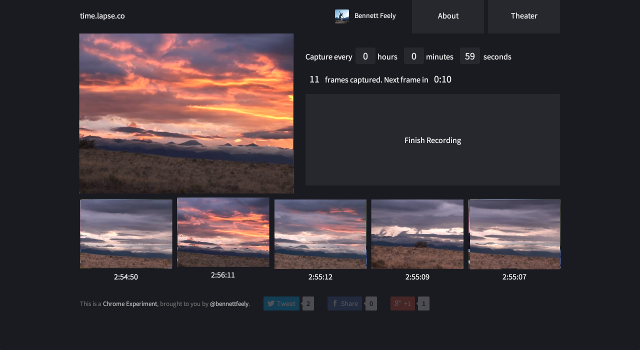 time.lapse.co
Bennett Feely
About
Theater
Capture every 0 hours 0 minutes 59 seconds
11 frames captured. Next frame in 0:10
Finish Recording
2:54:50
2:56:11
2:55:12
2:55:09
2:55:07
This is a Chrome Experiment, brought to you by @bennettfeely.
Tweet 2
Share 0
+1 1